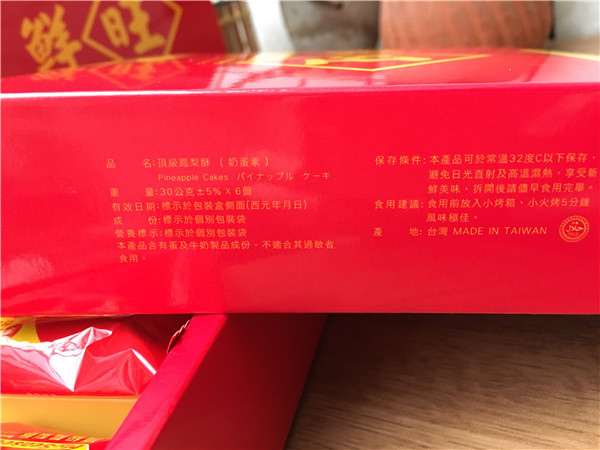 鮮旺
品　　名:頂級鳳梨酥 （ 奶蛋素 ）
Pineapple Cakes　パイナップル　ケーキ
重　　量:30公克±5% X 6個
有效日期:標示於包裝盒側面(西元年月日)
成　　份:標示於個別包裝袋
營養標示:標示於個別包裝袋
本產品含有蛋及牛奶製品成份，不適合其過敏者
食用。
保存條件:本產品可於常溫32度C以下保存，
避免日光直射及高溫濕熱，享受新
鮮美味，拆開後請儘早食用完畢。
食用建議:食用前放入小烤箱、小火烤5分鐘
風味極佳。
產　　地:台灣 MADE IN TAIWAN